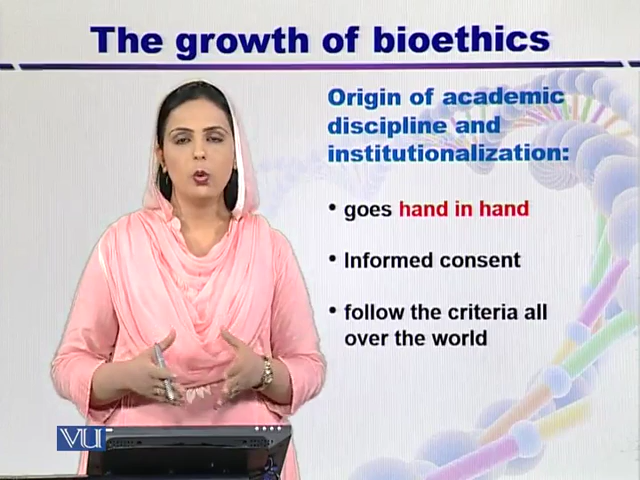 The growth of bioethics
Origin of academic
discipline and
institutionalization:
• goes hand in hand
• Informed consent
• follow the criteria all
over the world
VU